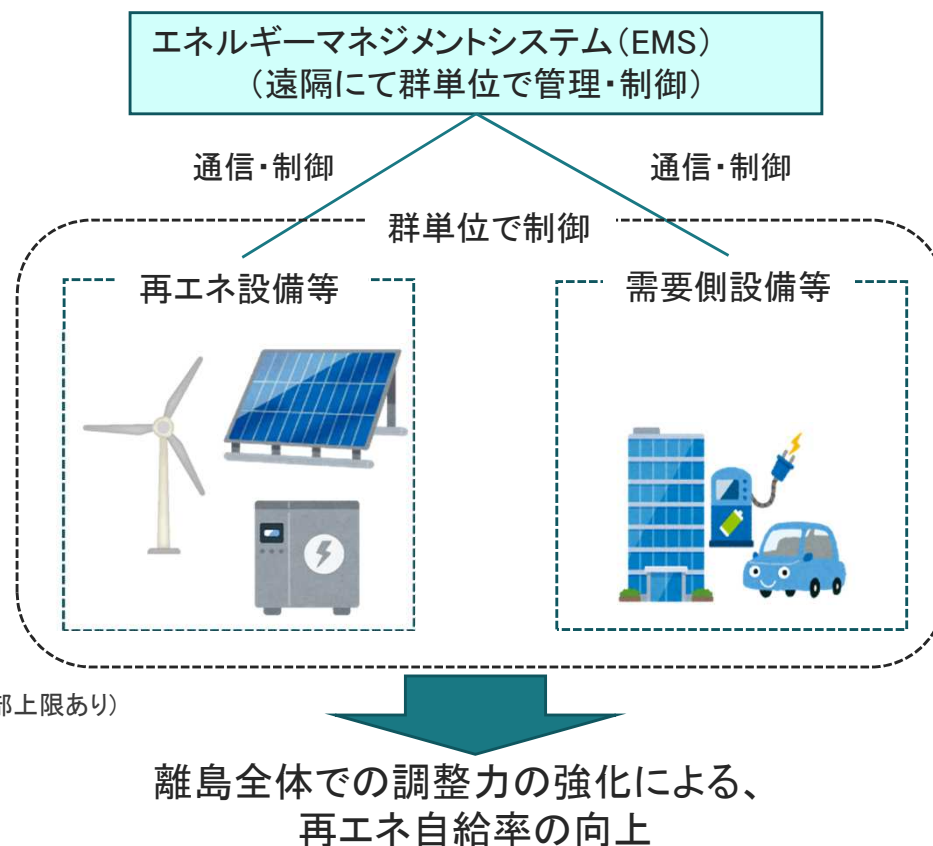 エネルギーマネジメントシステム(EMS)
(遠隔にて群単位で管理・制御)
通信・制御
通信・制御
群単位で制御
再エネ設備等
需要側設備等
部上限あり)
離島全体での調整力の強化による、
再エネ自給率の向上